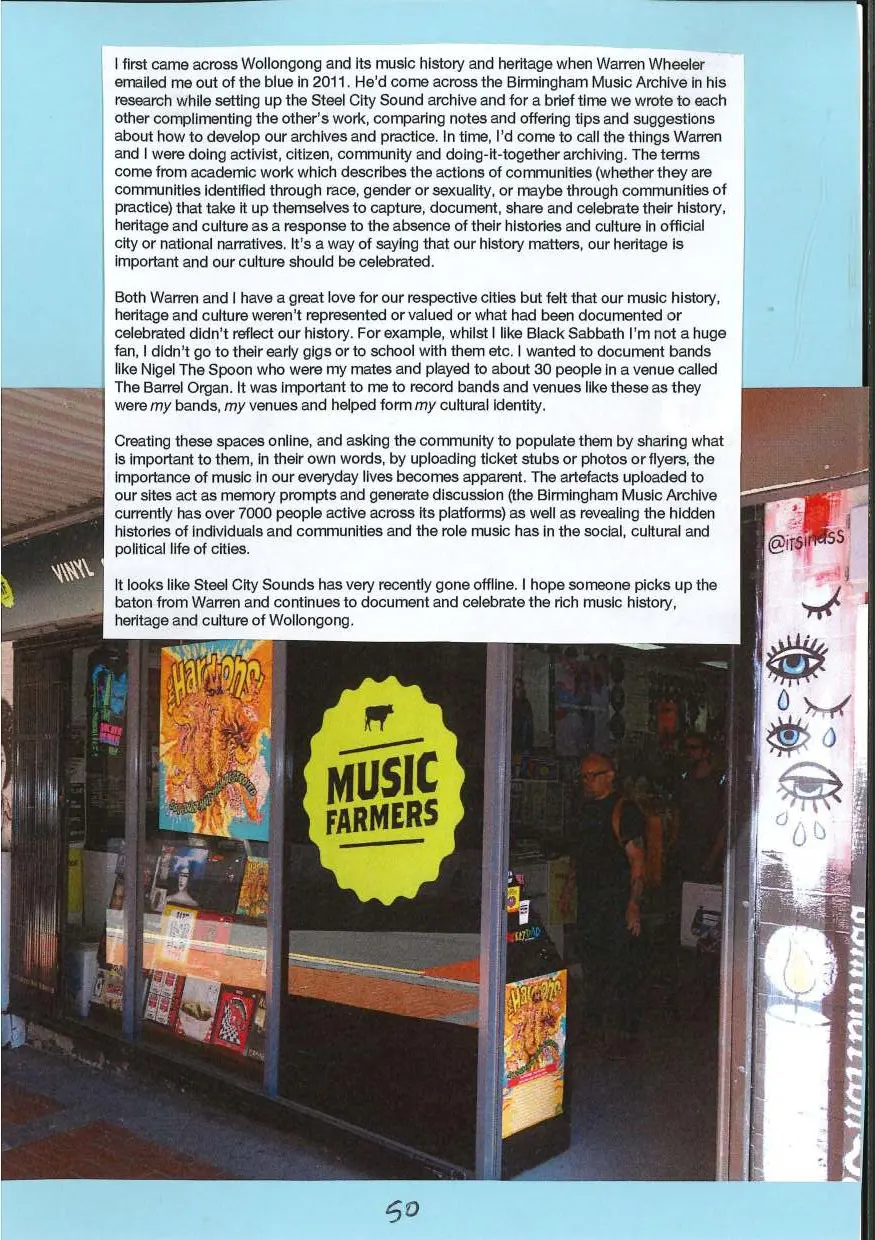 I first came across Wollongong and its music history and heritage when Warren Wheeler
emailed me out of the blue in 2011. He'd come across the Birmingham Music Archive in his
research while setting up the Steel City Sound archive and for a brief time we wrote to each
other complimenting the other's work, comparing notes and offering tips and suggestions
about how to develop our archives and practice. In time, I'd come to call the things Warren
and I were doing activist, citizen, community and doing-it-together archiving. The terms
come from academic work which describes the actions of communities (whether they are
communities identified through race, gender or sexuality, or maybe through communities of
practice) that take it up themselves to capture, document, share and celebrate their history,
heritage and culture as a response to the absence of their histories and culture in official
city or national narratives. It's a way of saying that our history matters, our heritage is
important and our culture should be celebrated.
Both Warren and I have a great love for our respective cities but felt that our music history,
heritage and culture weren't represented or valued or what had been documented or
celebrated didn't reflect our history. For example, whilst I like Black Sabbath I'm not a huge
fan, I didn't go to their early gigs or to school with them etc. I wanted to document bands
like Nigel The Spoon who were my mates and played to about 30 people in a venue called
The Barrel Organ. It was important to me to record bands and venues like these as they
were my bands, my venues and helped form my cultural identity.
Creating these spaces online, and asking the community to populate them by sharing what
is important to them, in their own words, by uploading ticket stubs or photos or flyers, the
importance of music in our everyday lives becomes apparent. The artefacts uploaded to
our sites act as memory prompts and generate discussion (the Birmingham Music Archive
currently has over 7000 people active across its platforms) as well as revealing the hidden
histories of individuals and communities and the role music has in the social, cultural and
political life of cities.
It looks like Steel City Sounds has very recently gone offline. I hope someone picks up the
baton from Warren and continues to document and celebrate the rich music history,
heritage and culture of Wollongong.
VINYL
@itsindss
Hard-ons
MUSIC
FARMERS
Hard-ons
50